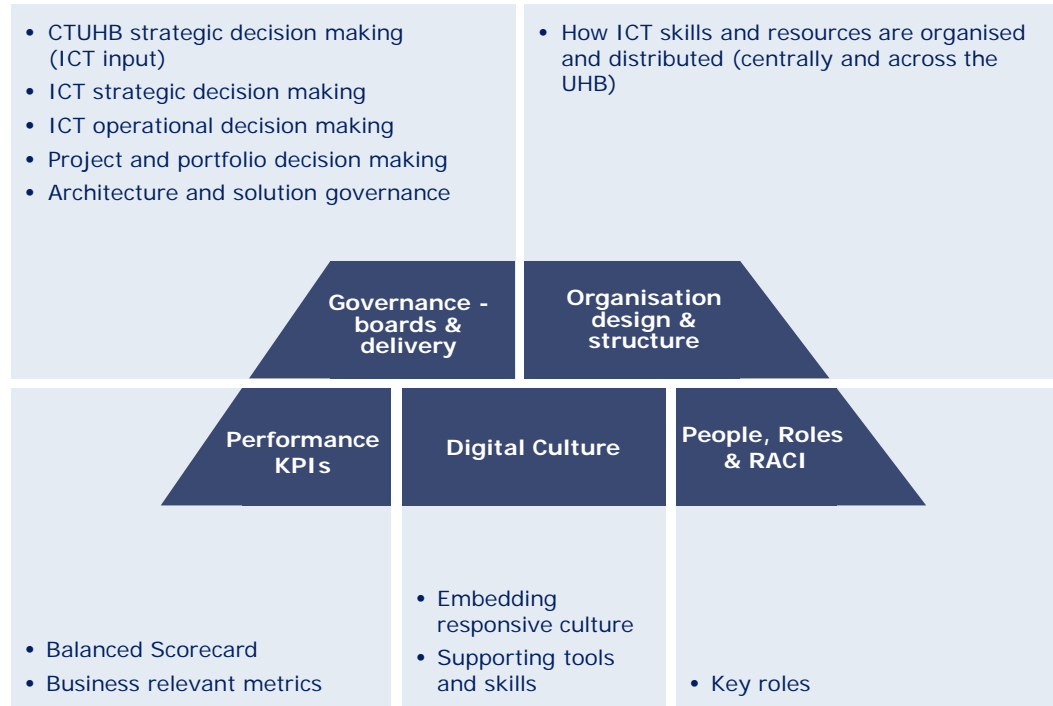 • CTUHB strategic decision making
(ICT input)
• ICT strategic decision making
• ICT operational decision making
• Project and portfolio decision making
• Architecture and solution governance
• How ICT skills and resources are organised
and distributed (centrally and across the
UHB)
Governance -
boards &
delivery
Organisation
design &
structure
Performance
KPIs
Digital Culture
People, Roles
& RACI
• Balanced Scorecard
• Business relevant metrics
• Embedding
responsive culture
• Supporting tools
and skills
• Key roles